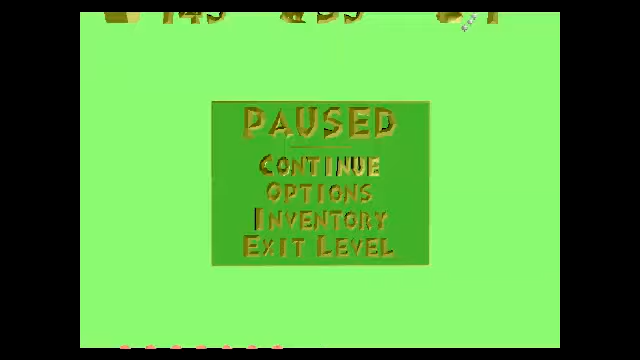 PAUSED
CONTINUE
OPTIONS
INVENTORY
EXIT LEVEL